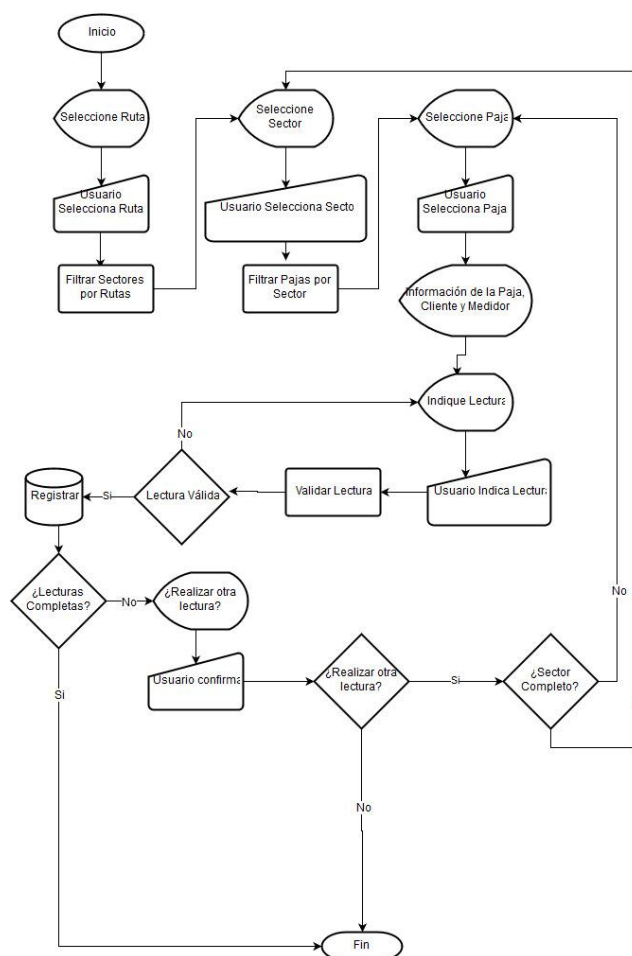 Inicio
Seleccione Ruta
Seleccione
Sector
Seleccione Paja
Usuario
Selecciona Ruta
Usuario Selecciona Secto
Usuario
Selecciona Paja
Filtrar Sectores
por Rutas
Filtrar Pajas por
Sector
Información de la Paja,
Cliente y Medidor
Indique Lectura
No
Registrar
Si
Lectura Válida
Validar Lectura
Usuario Indica Lectura
¿Lecturas
Completas?
No
¿Realizar otra
lectura?
No
Usuario confirma
¿Realizar otra
lectura?
Si
¿Sector
Completo?
Si
No
Fin